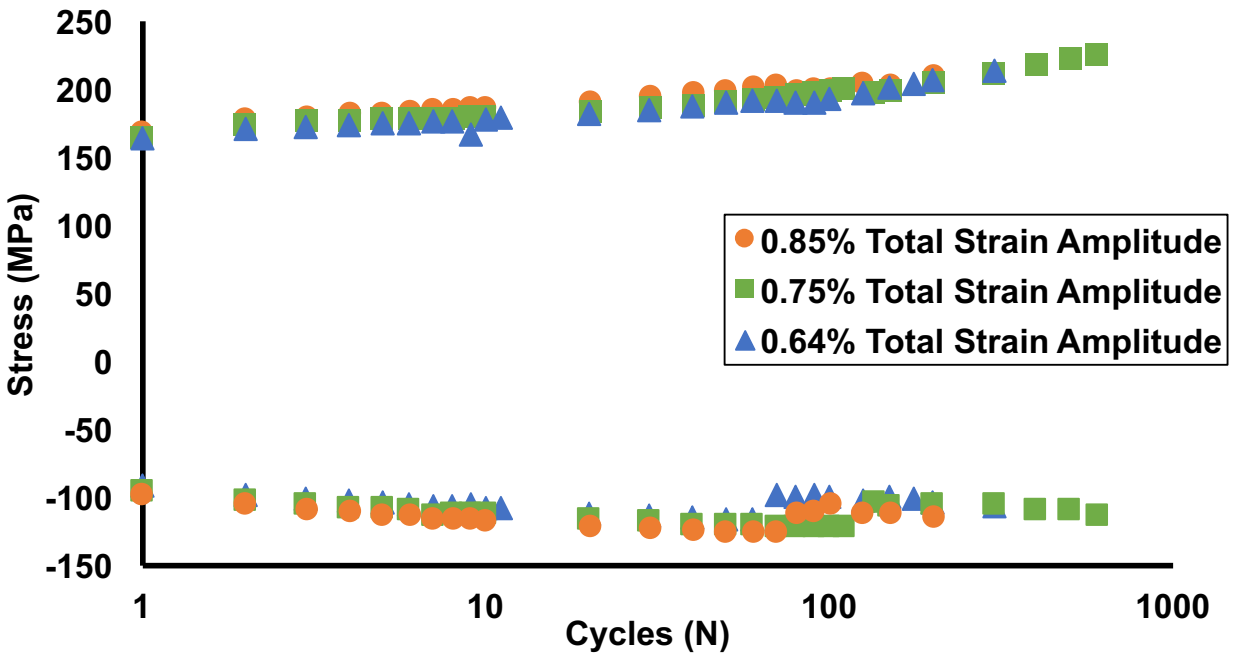 250
200
150
100
50
0
-50
-100
-150
Stress (MPa)
0.85% Total Strain Amplitude
0.75% Total Strain Amplitude
0.64% Total Strain Amplitude
1
10
100
1000
Cycles (N)